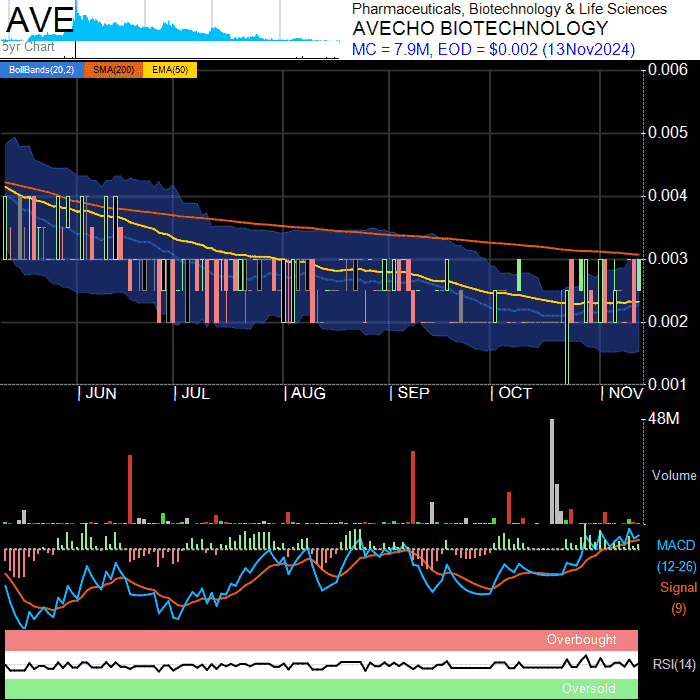 AVE
5yr Chart
Pharmaceuticals, Biotechnology & Life Sciences
AVECHO BIOTECHNOLOGY
MC = 7.9M, EOD = $0.002 (13Nov2024)
BollBands(20,2) SMA(200) EMA(50)
0.006
0.005
0.004
0.003
0.002
0.001
| JUN | JUL | AUG | SEP | OCT | NOV
48M
Volume
MACD
(12-26)
Signal
(9)
Overbought
RSI(14)
Oversold